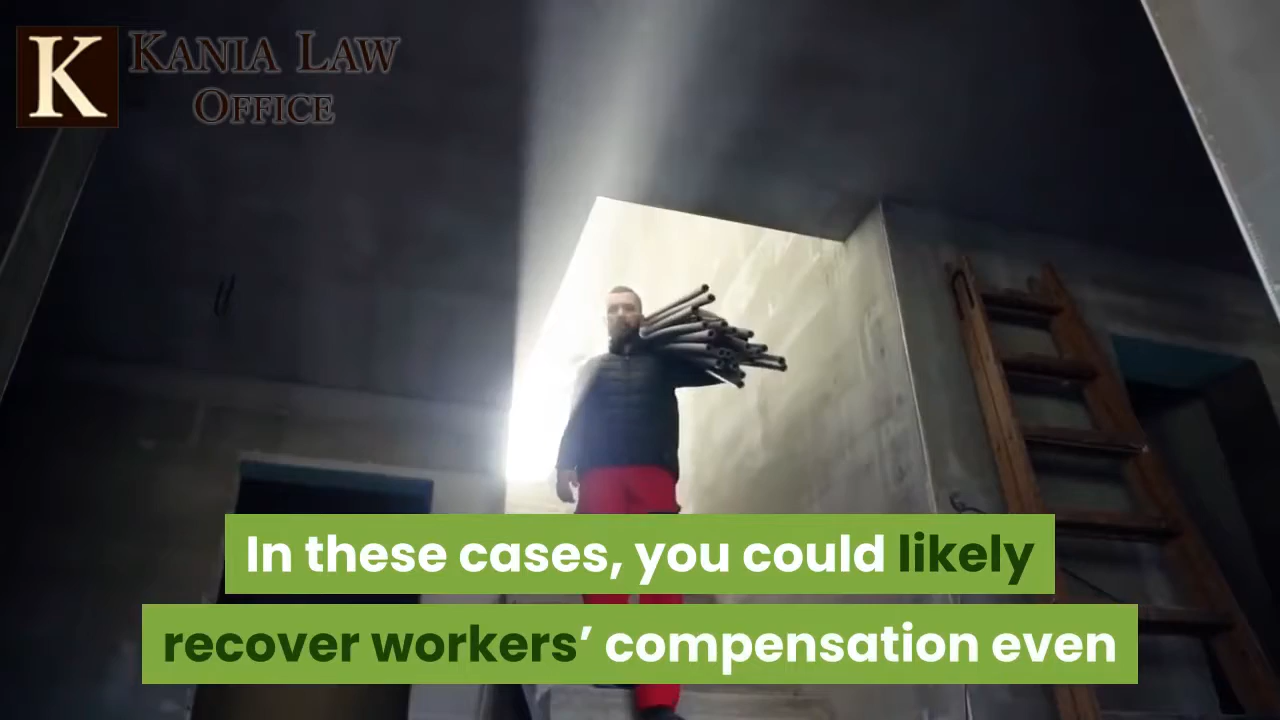 K
KANIA LAW
OFFICE
In these cases, you could likely
recover workers’ compensation even